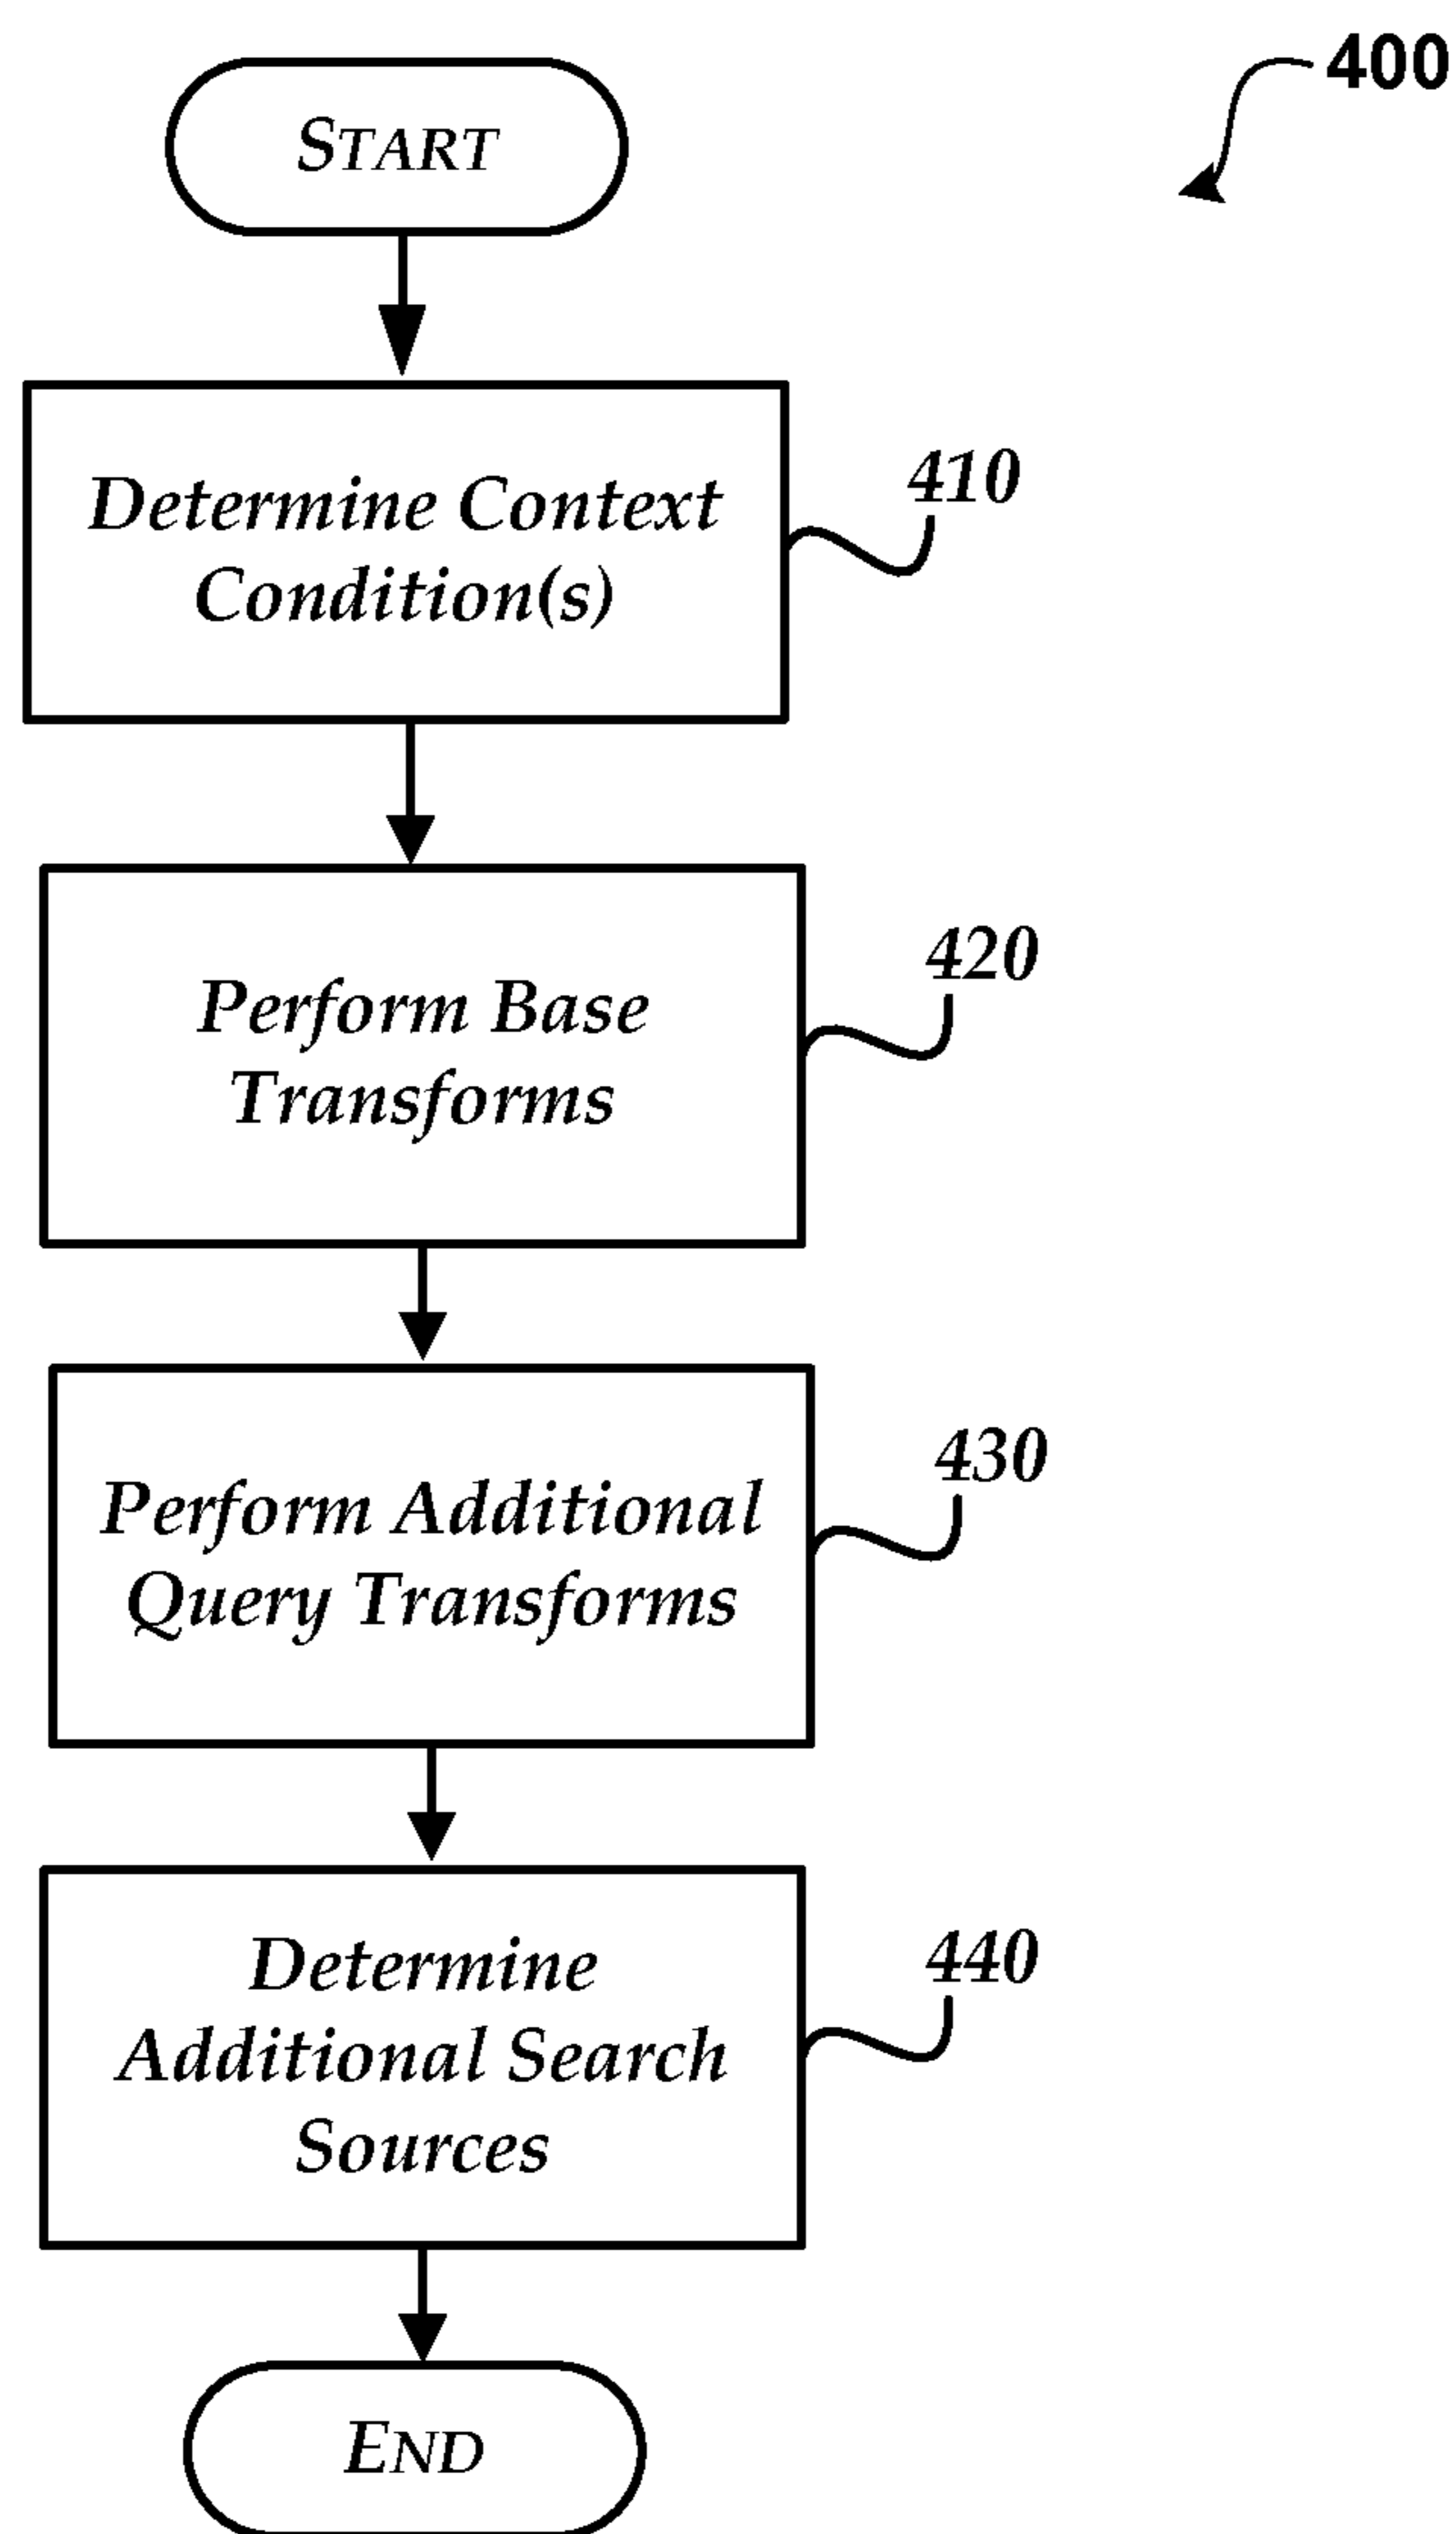 400
START
Determine Context
Condition(s)
410
Perform Base
Transforms
420
Perform Additional
Query Transforms
430
Determine
Additional Search
Sources
440
END